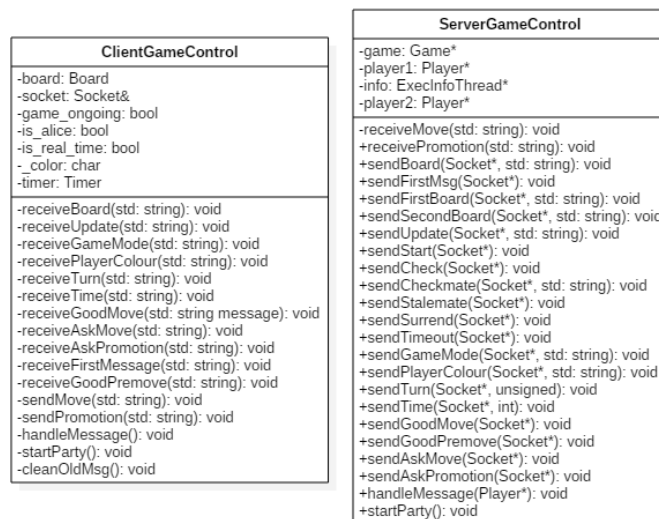 ClientGameControl
-board: Board
-socket: Socket&
-game_ongoing: bool
-is_alice: bool
-is_real_time: bool
-_color: char
-timer: Timer
-receiveBoard(std: string): void
-receiveUpdate(std: string): void
-receiveGameMode(std: string): void
-receivePlayerColour(std: string): void
-receiveTurn(std: string): void
-receiveTime(std: string): void
-receiveGoodMove(std: string message): void
-receiveAskMove(std: string): void
-receiveAskPromotion(std: string): void
-receiveFirstMessage(std: string): void
-receiveGoodPremove(std: string): void
-sendMove(std: string): void
-sendPromotion(std: string): void
-handleMessage(): void
-startParty(): void
-cleanOldMsg(): void
ServerGameControl
-game: Game*
-player1: Player*
-info: ExecInfoThread*
-player2: Player*
-receiveMove(std: string): void
+receivePromotion(std: string): void
+sendBoard(Socket*, std: string): void
+sendFirstMsg(Socket*): void
+sendFirstBoard(Socket*, std: string): void
+sendSecondBoard(Socket*, std: string): void
+sendUpdate(Socket*, std: string): void
+sendStart(Socket*): void
+sendCheck(Socket*): void
+sendCheckmate(Socket*, std: string): void
+sendStalemate(Socket*): void
+sendSurrend(Socket*): void
+sendTimeout(Socket*): void
+sendGameMode(Socket*, std: string): void
+sendPlayerColour(Socket*, std: string): void
+sendTurn(Socket*, unsigned): void
+sendTime(Socket*, int): void
+sendGoodMove(Socket*): void
+sendGoodPremove(Socket*): void
+sendAskMove(Socket*): void
+sendAskPromotion(Socket*): void
+handleMessage(Player*): void
+startParty(): void